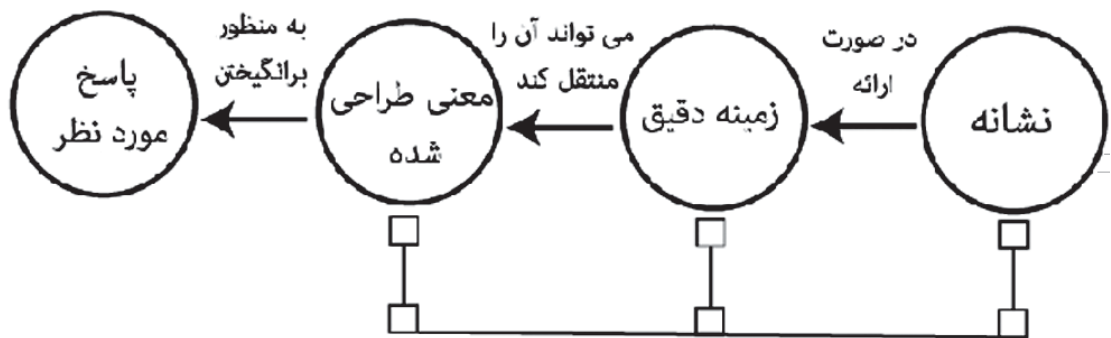 نشانه
در صورت
ارائه
زمینه دقیق
می تواند آن را
منتقل کند
معنی طراحی
شده
به منظور
برانگیختن
پاسخ
مورد نظر